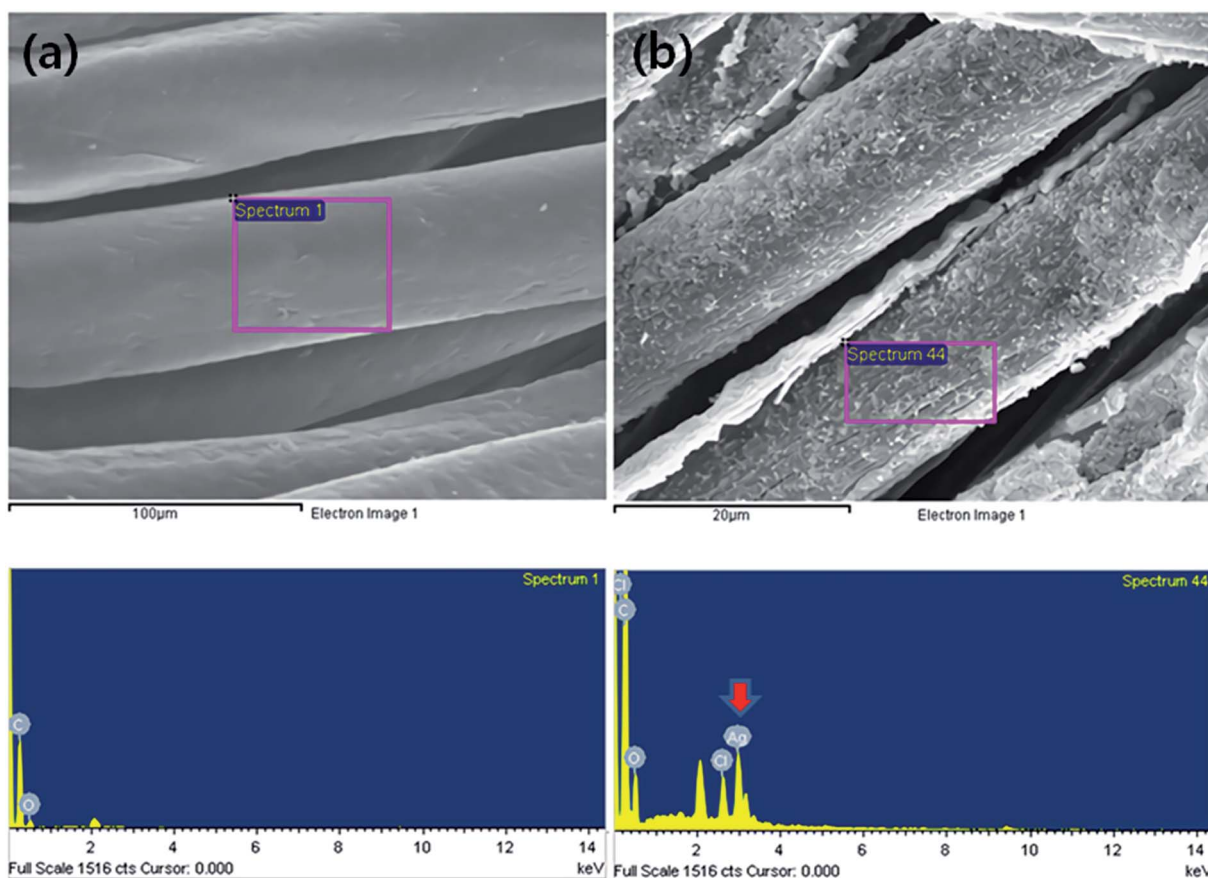 (a)
Spectrum 1
100µm
Electron Image 1
(b)
Spectrum 44
20µm
Electron Image 1
Spectrum 1
C
O
2 4 6 8 10 12 14
Full Scale 1516 cts Cursor: 0.000
keV
Spectrum 44
Cl
C
O
Cl
Ag
2 4 6 8 10 12 14
Full Scale 1516 cts Cursor: 0.000
keV